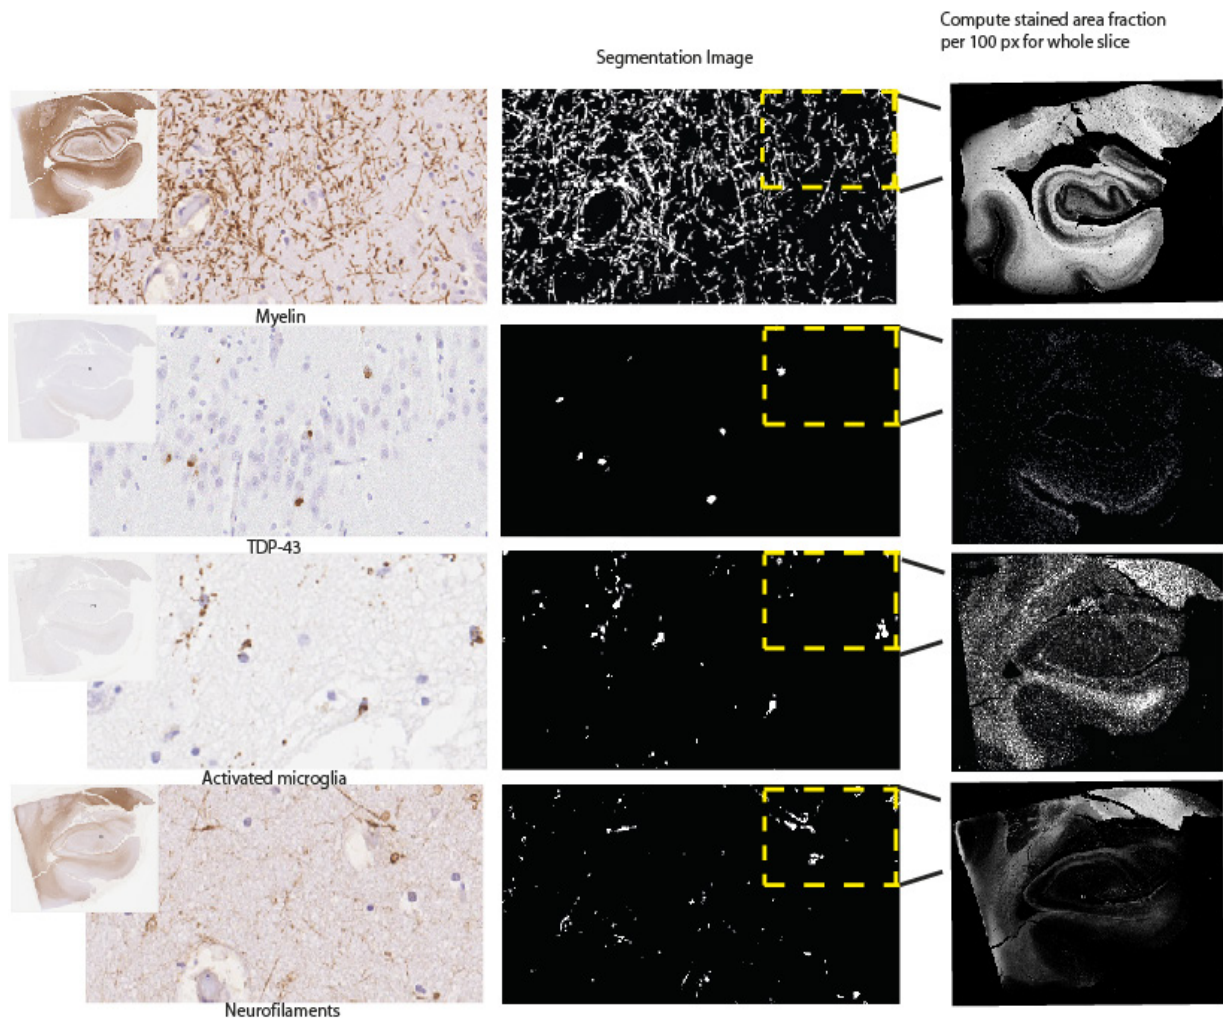 Compute stained area fraction
per 100 px for whole slice
Segmentation Image
Myelin
TDP-43
Activated microglia
Neurofilaments